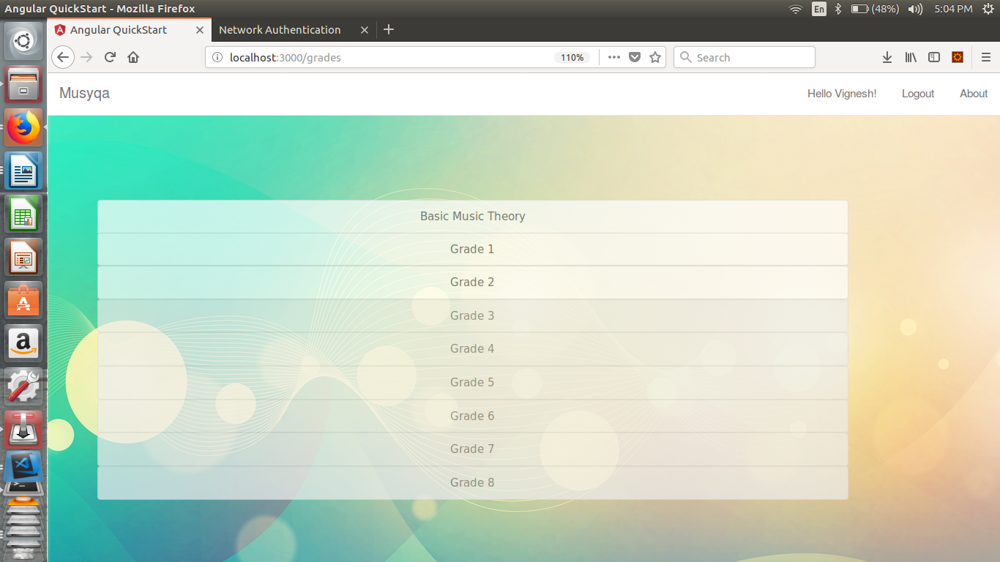 Angular QuickStart - Mozilla Firefox
En
(48%)
5:04 PM
Angular QuickStart
Network Authentication
localhost:3000/grades
110%
Search
Musyqa
Hello Vignesh!
Logout
About
Basic Music Theory
Grade 1
Grade 2
Grade 3
Grade 4
Grade 5
Grade 6
Grade 7
Grade 8